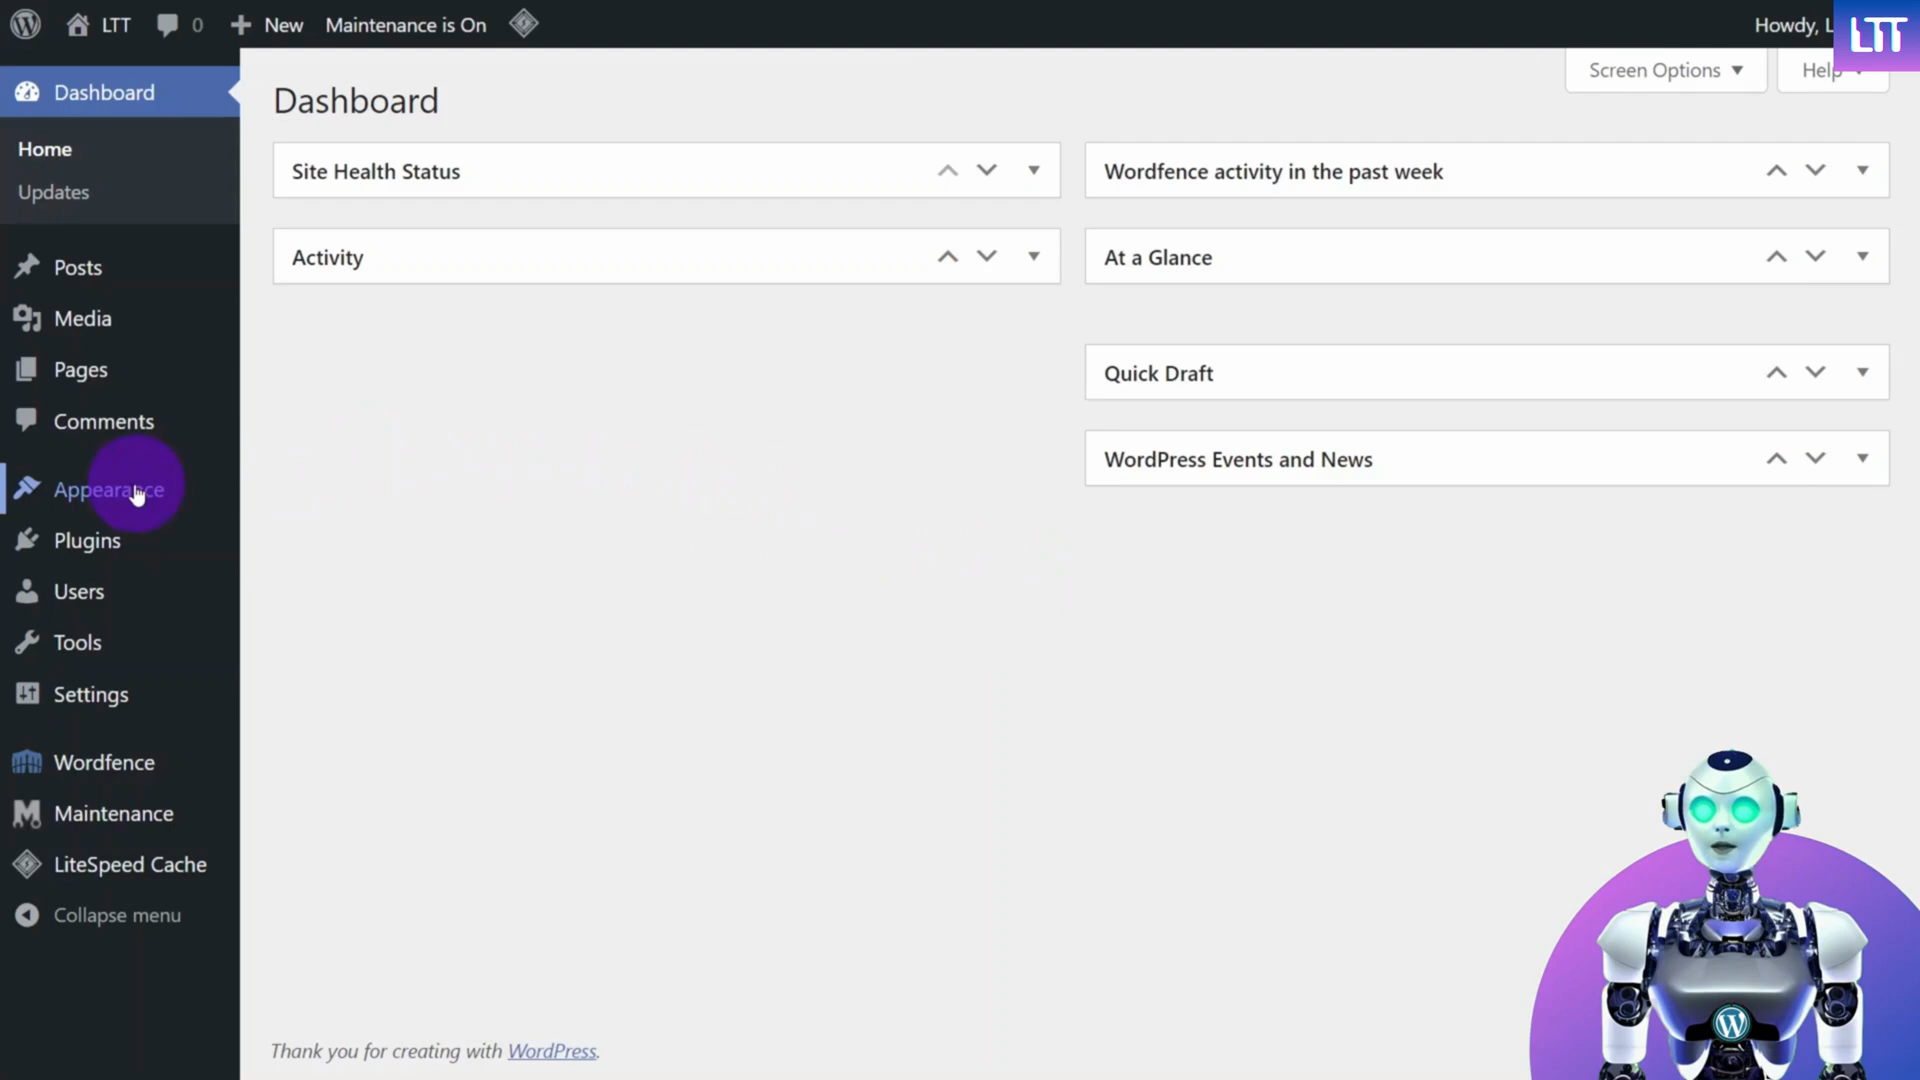 LTT
0
New
Maintenance is On
Howdy, L
LTT
Screen Options
Help
Dashboard
Home
Updates
Posts
Media
Pages
Comments
Appearance
Plugins
Users
Tools
Settings
Wordfence
Maintenance
LiteSpeed Cache
Collapse menu
Dashboard
Site Health Status
Activity
Wordfence activity in the past week
At a Glance
Quick Draft
WordPress Events and News
Thank you for creating with WordPress.